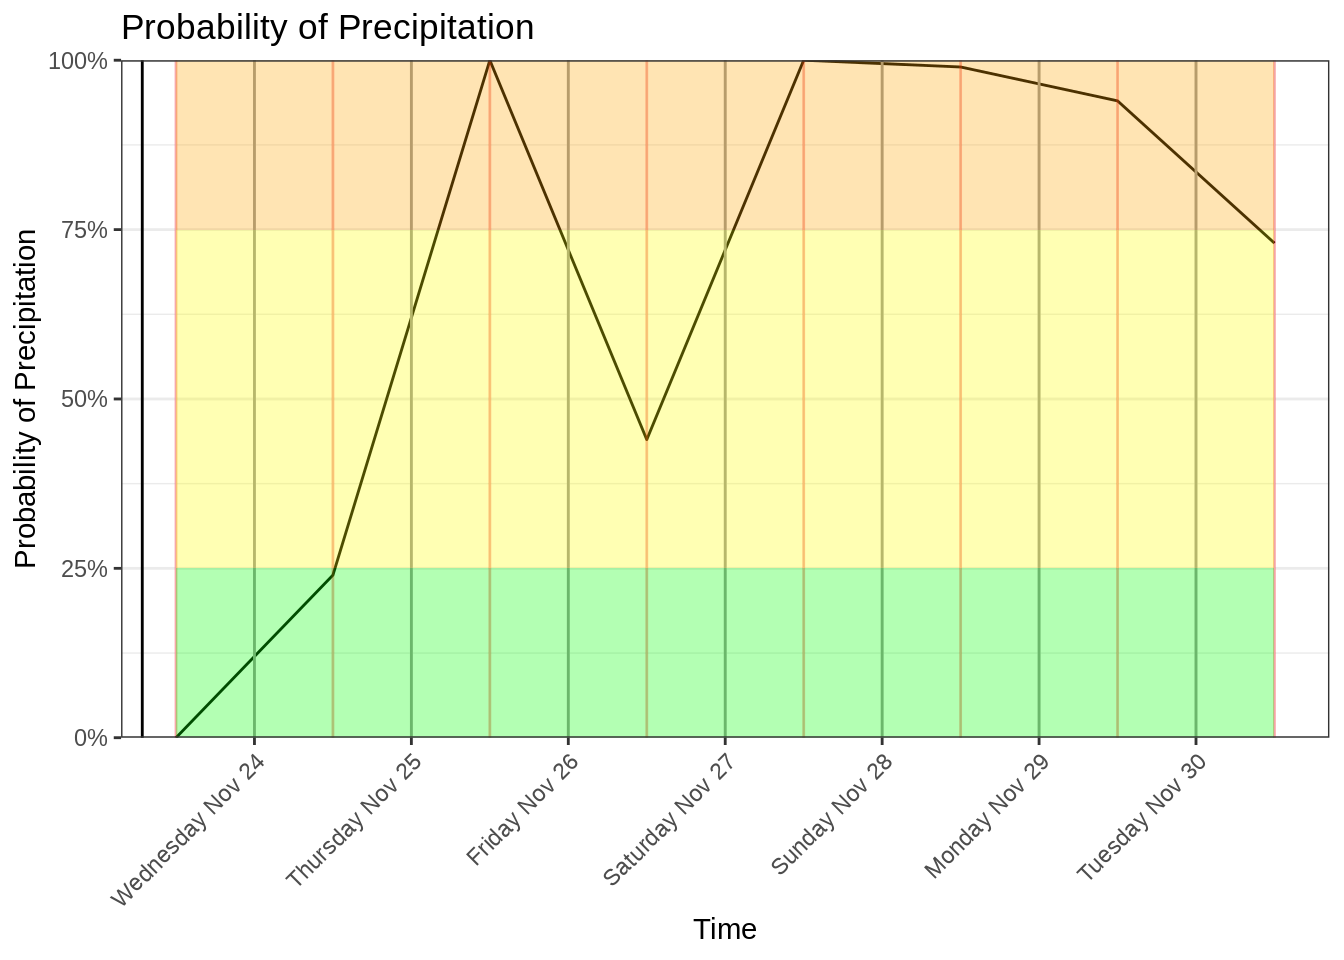 Probability of Precipitation
Probability of Precipitation
100%
75%
50%
25%
0%
Wednesday Nov 24
Thursday Nov 25
Friday Nov 26
Saturday Nov 27
Sunday Nov 28
Monday Nov 29
Tuesday Nov 30
Time